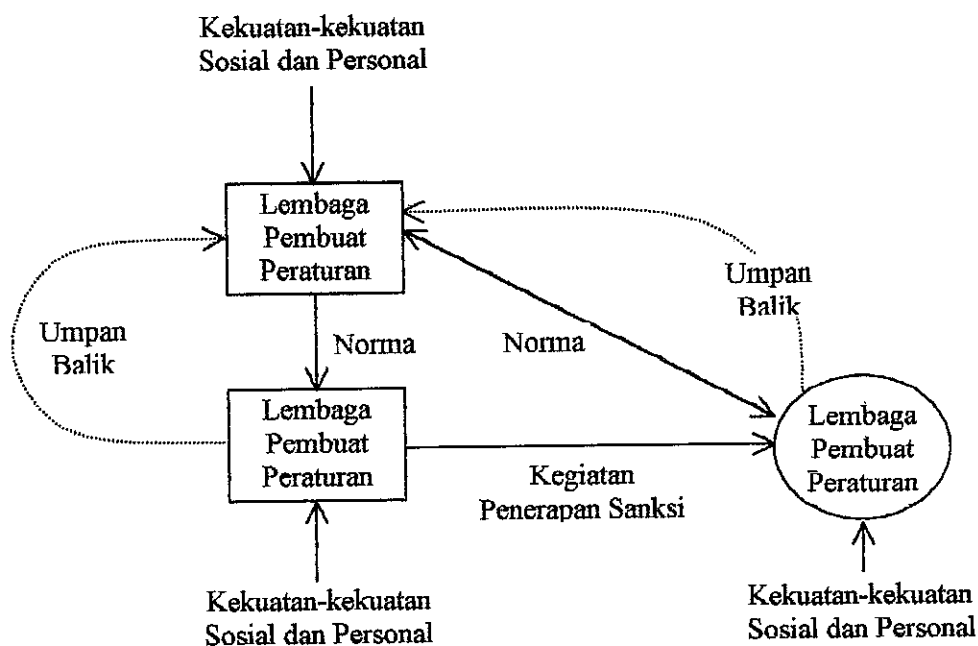 Kekuatan-kekuatan
Sosial dan Personal
Lembaga
Pembuat
Peraturan
Umpan
Balik
Umpan
Balik
Norma
Norma
Lembaga
Pembuat
Peraturan
Lembaga
Pembuat
Peraturan
Kegiatan
Penerapan Sanksi
Kekuatan-kekuatan
Sosial dan Personal
Kekuatan-kekuatan
Sosial dan Personal